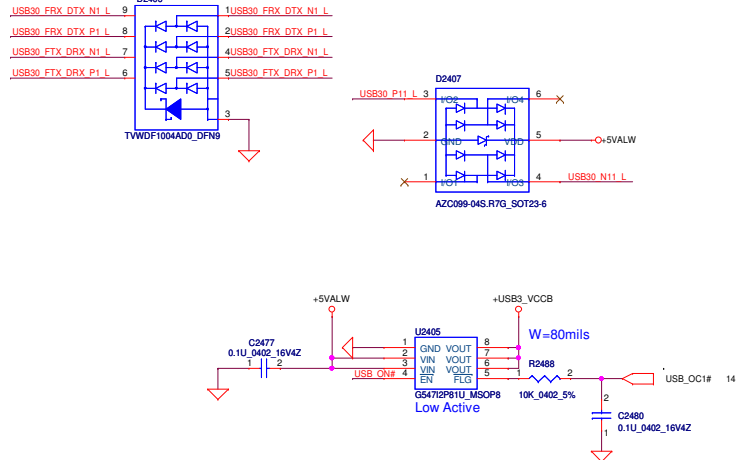 USB30_FRX_DTX_N1_L 9 1 USB30_FRX_DTX_N1_L
USB30_FRX_DTX_P1_L 8 2 USB30_FRX_DTX_P1_L
USB30_FTX_DRX_N1_L 7 4 USB30_FTX_DRX_N1_L
USB30_FTX_DRX_P1_L 6 5 USB30_FTX_DRX_P1_L
3
TVWDF1004AD0_DFN9
D2407
USB30_P11_L 3 I/O2 I/O4 6
2 GND VDD 5 +5VALW
1 I/O1 I/O3 4 USB30_N11_L
AZC099-04S.R7G_SOT23-6
+5VALW
+USB3_VCCB
U2405
W=80mils
C2477
0.1U_0402_16V4Z
1 2
1 GND VOUT 8
2 VIN VOUT 7
3 VIN VOUT 6
USB_ON# 4 EN FLG 5
G547I2P81U_MSOP8
Low Active
R2488
1 2
10K_0402_5%
USB_OC1# 14
2
C2480
0.1U_0402_16V4Z
1